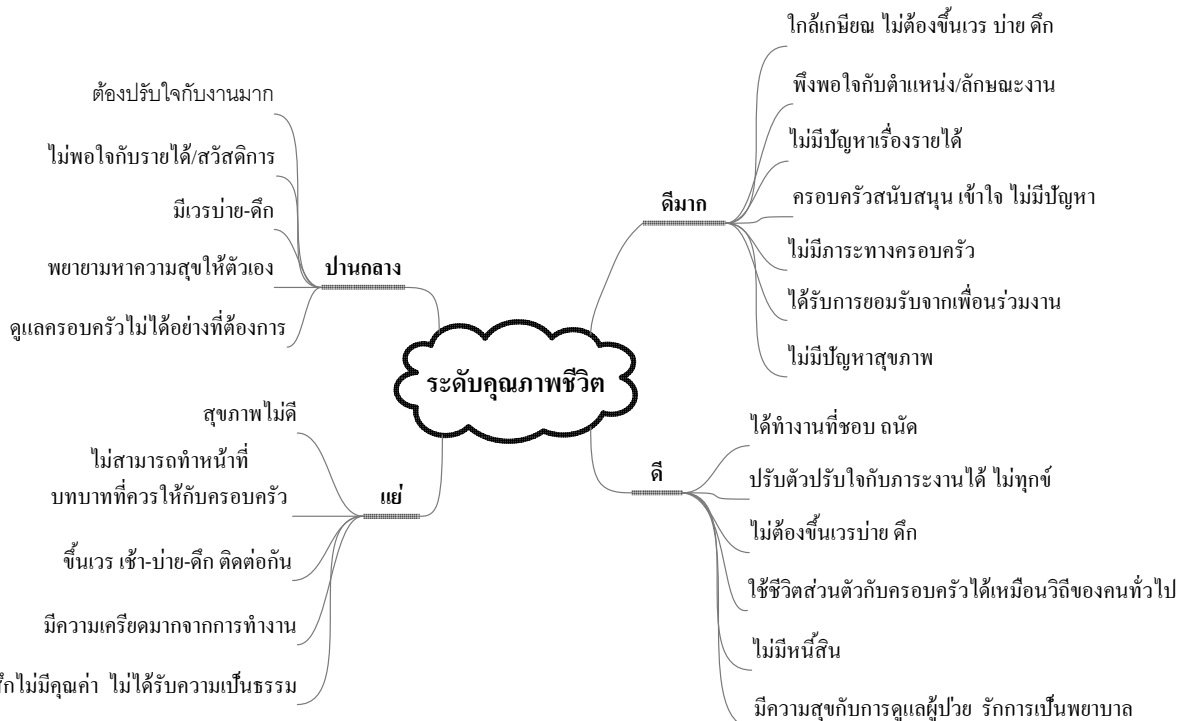 ระดับคุณภาพชีวิต
ดีมาก
ใกล้เกษียณ ไม่ต้องขึ้นเวร บ่าย ดึก
พึงพอใจกับตำแหน่ง/ลักษณะงาน
ไม่มีปัญหาเรื่องรายได้
ครอบครัวสนับสนุน เข้าใจ ไม่มีปัญหา
ไม่มีภาระทางครอบครัว
ได้รับการยอมรับจากเพื่อนร่วมงาน
ไม่มีปัญหาสุขภาพ
ดี
ได้ทำงานที่ชอบ ถนัด
ปรับตัวปรับใจกับภาระงานได้ ไม่ทุกข์
ไม่ต้องขึ้นเวรบ่าย ดึก
ใช้ชีวิตส่วนตัวกับครอบครัวได้เหมือนวิถีของคนทั่วไป
ไม่มีหนี้สิน
มีความสุขกับการดูแลผู้ป่วย รักการเป็นพยาบาล
ปานกลาง
ต้องปรับใจกับงานมาก
ไม่พอใจกับรายได้/สวัสดิการ
มีเวรบ่าย-ดึก
พยายามหาความสุขให้ตัวเอง
ดูแลครอบครัวไม่ได้อย่างที่ต้องการ
แย่
สุขภาพไม่ดี
ไม่สามารถทำหน้าที่
บทบาทที่ควรให้กับครอบครัว
ขึ้นเวร เช้า-บ่าย-ดึก ติดต่อกัน
มีความเครียดมากจากการทำงาน
ไม่มีคุณค่า ไม่ได้รับความเป็นธรรม